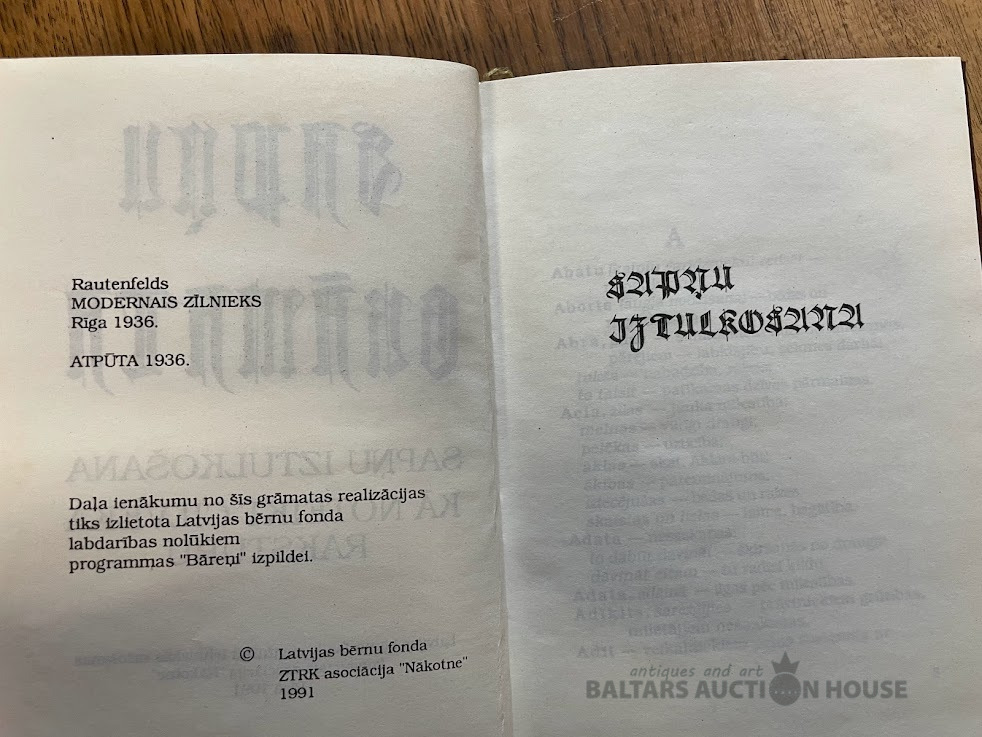 Rautenfelds
MODERNAIS ZĪLNIEKS
Rīga 1936.
ATPŪTA 1936.
Daļa ienākumu no šīs grāmatas realizācijas
tiks izlietota Latvijas bērnu fonda
labdarības nolūkiem
programmas "Bāreņi" izpildei.
© Latvijas bērnu fonda
ZTRK asociācija "Nākotne"
1991
SAPŅU
IZTULKOŠANA
antiques and art
BALTARS AUCTION HOUSE